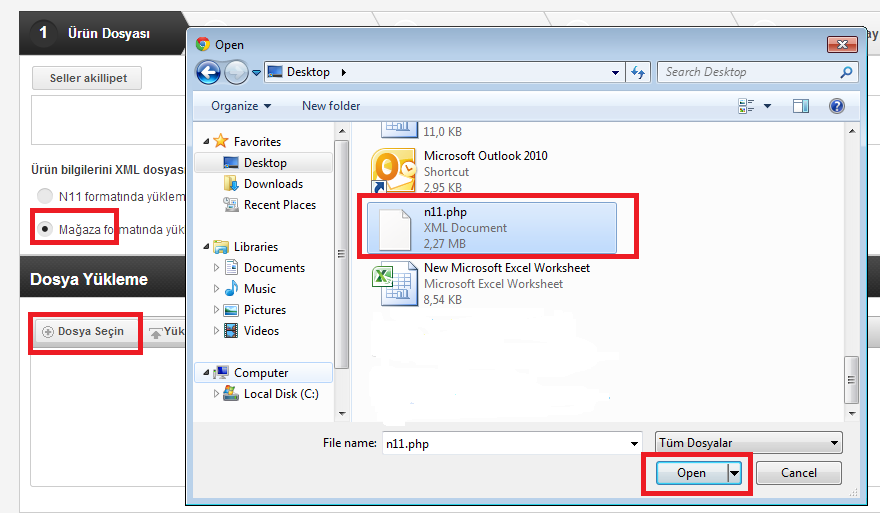 1 Ürün Dosyası
Seller akillipet
Ürün bilgilerini XML dosyas
N11 formatında yüklem
Mağaza formatında yük
Dosya Yükleme
Dosya Seçin
Yük
ay
Open
Desktop
Search Desktop
Organize
New folder
Favorites
Desktop
Downloads
Recent Places
Libraries
Documents
Music
Pictures
Videos
Computer
Local Disk (C:)
11,0 KB
Microsoft Outlook 2010
Shortcut
2,95 KB
n11.php
XML Document
2,27 MB
New Microsoft Excel Worksheet
Microsoft Excel Worksheet
8,54 KB
File name: n11.php
Tüm Dosyalar
Open
Cancel